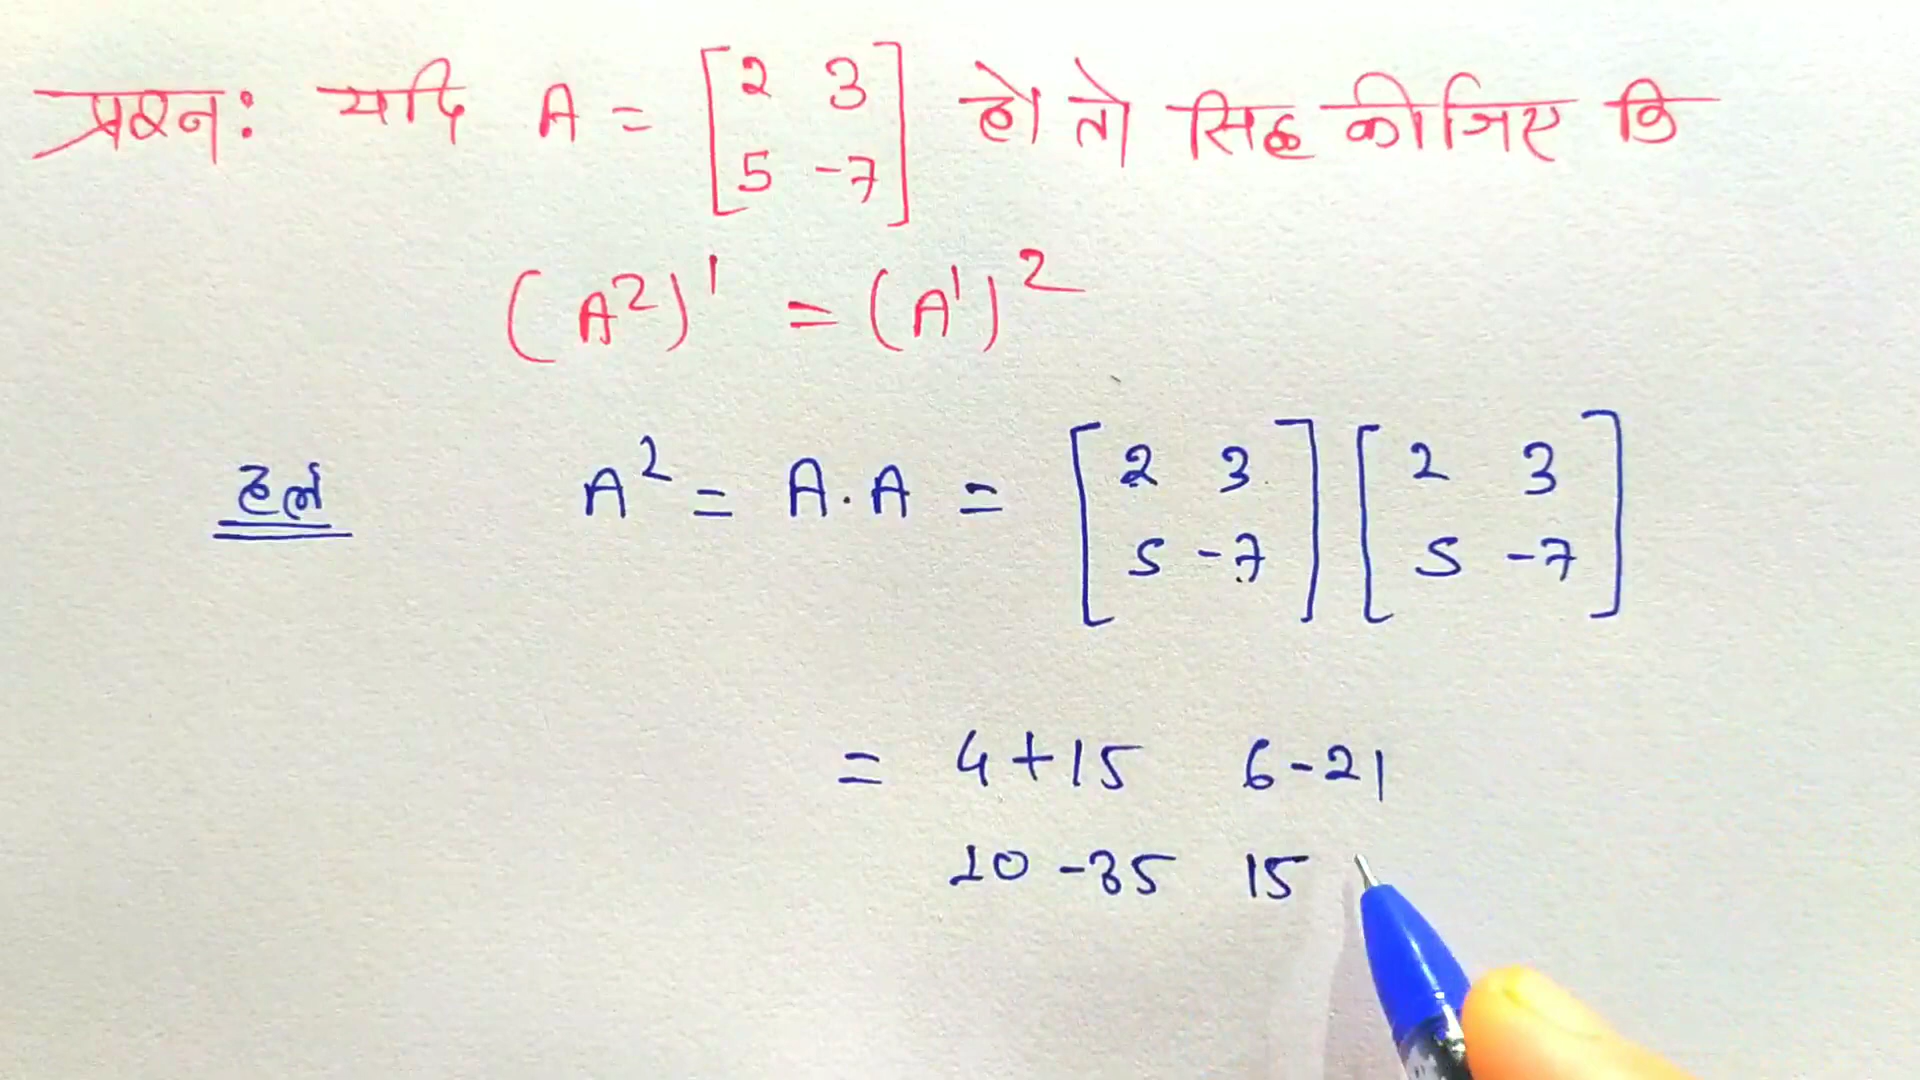 प्रश्न: यदि A = [2 3 5 -7] हो तो सिद्ध कीजिए कि
(A²)' = (A')²
हल A² = A.A = [2 3 5 -7] [2 3 5 -7]
= 4+15 6-21
10-35 15